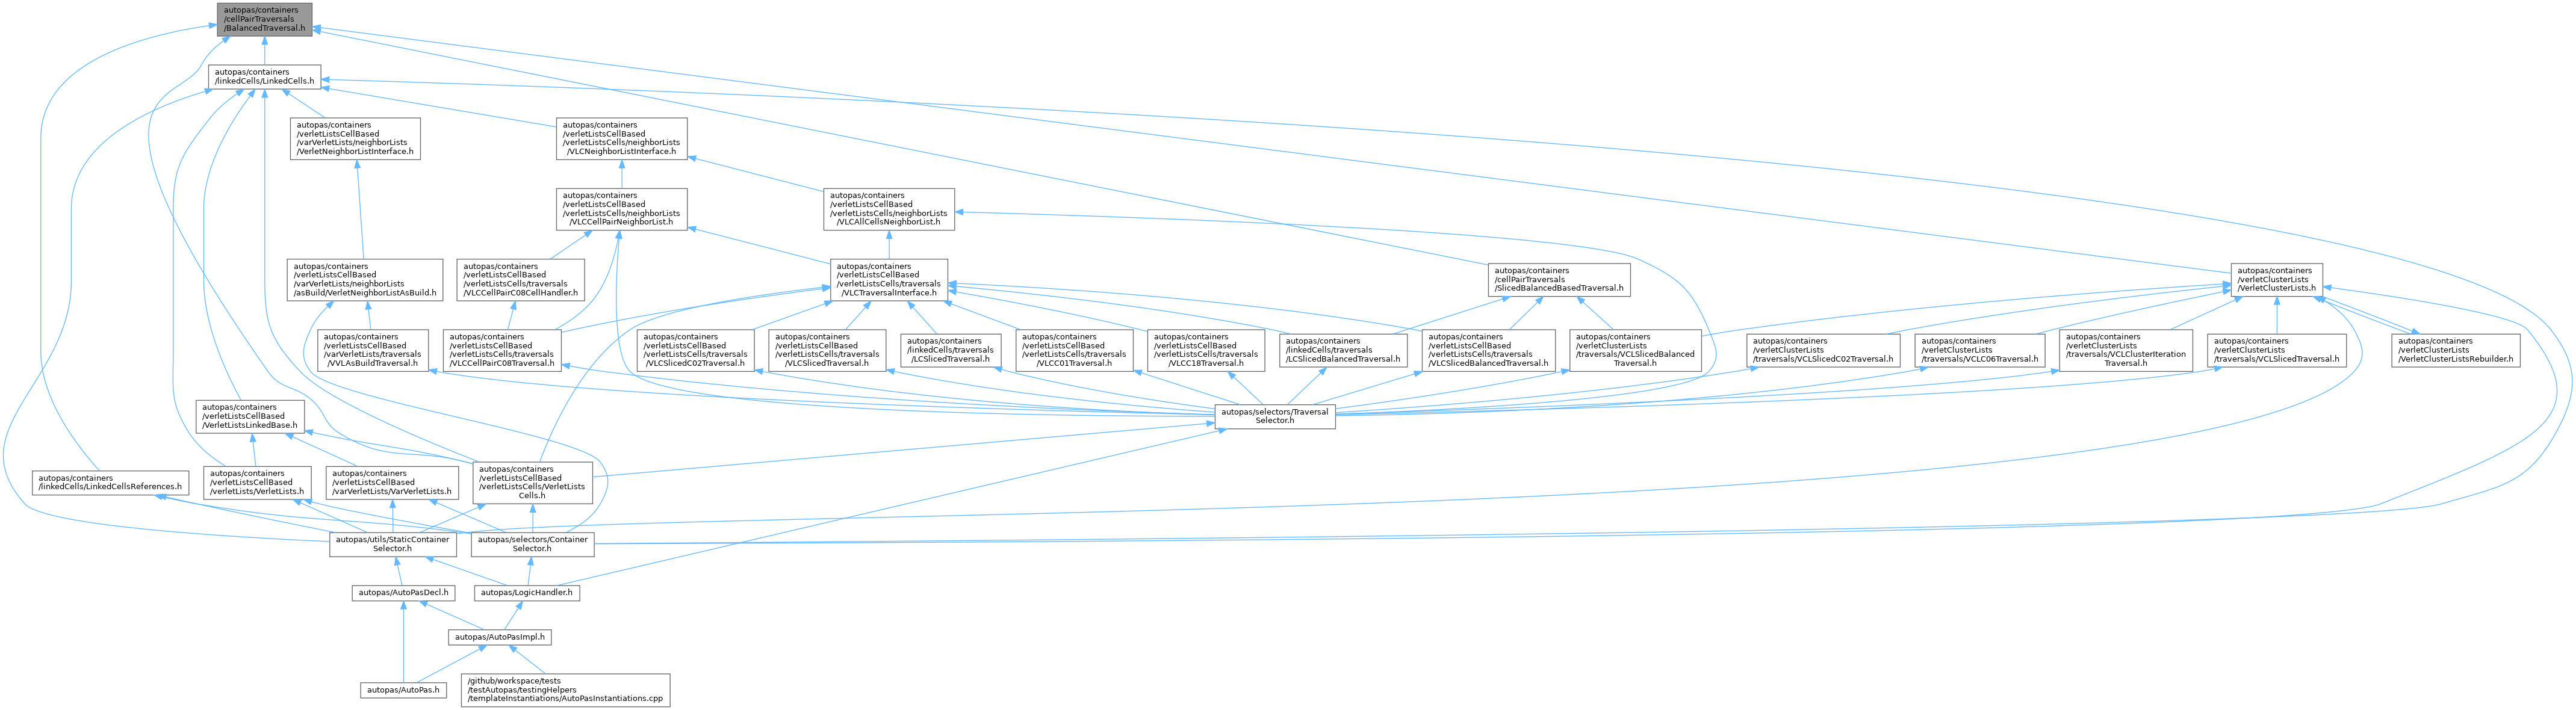 autopas/containers
/cellPairTraversals
/BalancedTraversal.h
autopas/containers
/linkedCells/LinkedCells.h
autopas/containers
/verletListsCellBased
/varVerletLists/neighborLists
/VerletNeighborListInterface.h
autopas/containers
/verletListsCellBased
/verletListsCells/neighborLists
/VLCNeighborListInterface.h
autopas/containers
/verletListsCellBased
/verletListsCells/neighborLists
/VLCCellPairNeighborList.h
autopas/containers
/verletListsCellBased
/verletListsCells/neighborLists
/VLCAllCellsNeighborList.h
autopas/containers
/verletListsCellBased
/varVerletLists/neighborLists
/asBuild/VerletNeighborListAsBuild.h
autopas/containers
/verletListsCellBased
/verletListsCells/traversals
/VLCCellPairC08CellHandler.h
autopas/containers
/verletListsCellBased
/verletListsCells/traversals
/VLCTraversalInterface.h
autopas/containers
/cellPairTraversals
/SlicedBalancedBasedTraversal.h
autopas/containers
/verletClusterLists
/VerletClusterLists.h
autopas/containers
/verletListsCellBased
/varVerletLists/traversals
/VVLAsBuildTraversal.h
autopas/containers
/verletListsCellBased
/verletListsCells/traversals
/VLCCellPairC08Traversal.h
autopas/containers
/verletListsCellBased
/verletListsCells/traversals
/VLCSlicedC02Traversal.h
autopas/containers
/verletListsCellBased
/verletListsCells/traversals
/VLCSlicedTraversal.h
autopas/containers
/linkedCells/traversals
/LCSlicedTraversal.h
autopas/containers
/verletListsCellBased
/verletListsCells/traversals
/VLCC01Traversal.h
autopas/containers
/verletListsCellBased
/verletListsCells/traversals
/VLCC18Traversal.h
autopas/containers
/linkedCells/traversals
/LCSlicedBalancedTraversal.h
autopas/containers
/verletListsCellBased
/verletListsCells/traversals
/VLCSlicedBalancedTraversal.h
autopas/containers
/verletClusterLists
/traversals/VCLSlicedBalanced
Traversal.h
autopas/containers
/verletClusterLists
/traversals/VCLSlicedC02Traversal.h
autopas/containers
/verletClusterLists
/traversals/VCLC06Traversal.h
autopas/containers
/verletClusterLists
/traversals/VCLClusterIteration
Traversal.h
autopas/containers
/verletClusterLists
/traversals/VCLSlicedTraversal.h
autopas/containers
/verletClusterLists
/VerletClusterListsRebuilder.h
autopas/containers
/verletListsCellBased
/VerletListsLinkedBase.h
autopas/selectors/Traversal
Selector.h
autopas/containers
/linkedCells/LinkedCellsReferences.h
autopas/containers
/verletListsCellBased
/verletLists/VerletLists.h
autopas/containers
/verletListsCellBased
/varVerletLists/VarVerletLists.h
autopas/containers
/verletListsCellBased
/verletListsCells/VerletLists
Cells.h
autopas/utils/StaticContainer
Selector.h
autopas/selectors/Container
Selector.h
autopas/AutoPasDecl.h
autopas/LogicHandler.h
autopas/AutoPasImpl.h
autopas/AutoPas.h
/github/workspace/tests
/testAutopas/testingHelpers
/templateInstantiations/AutoPasInstantiations.cpp